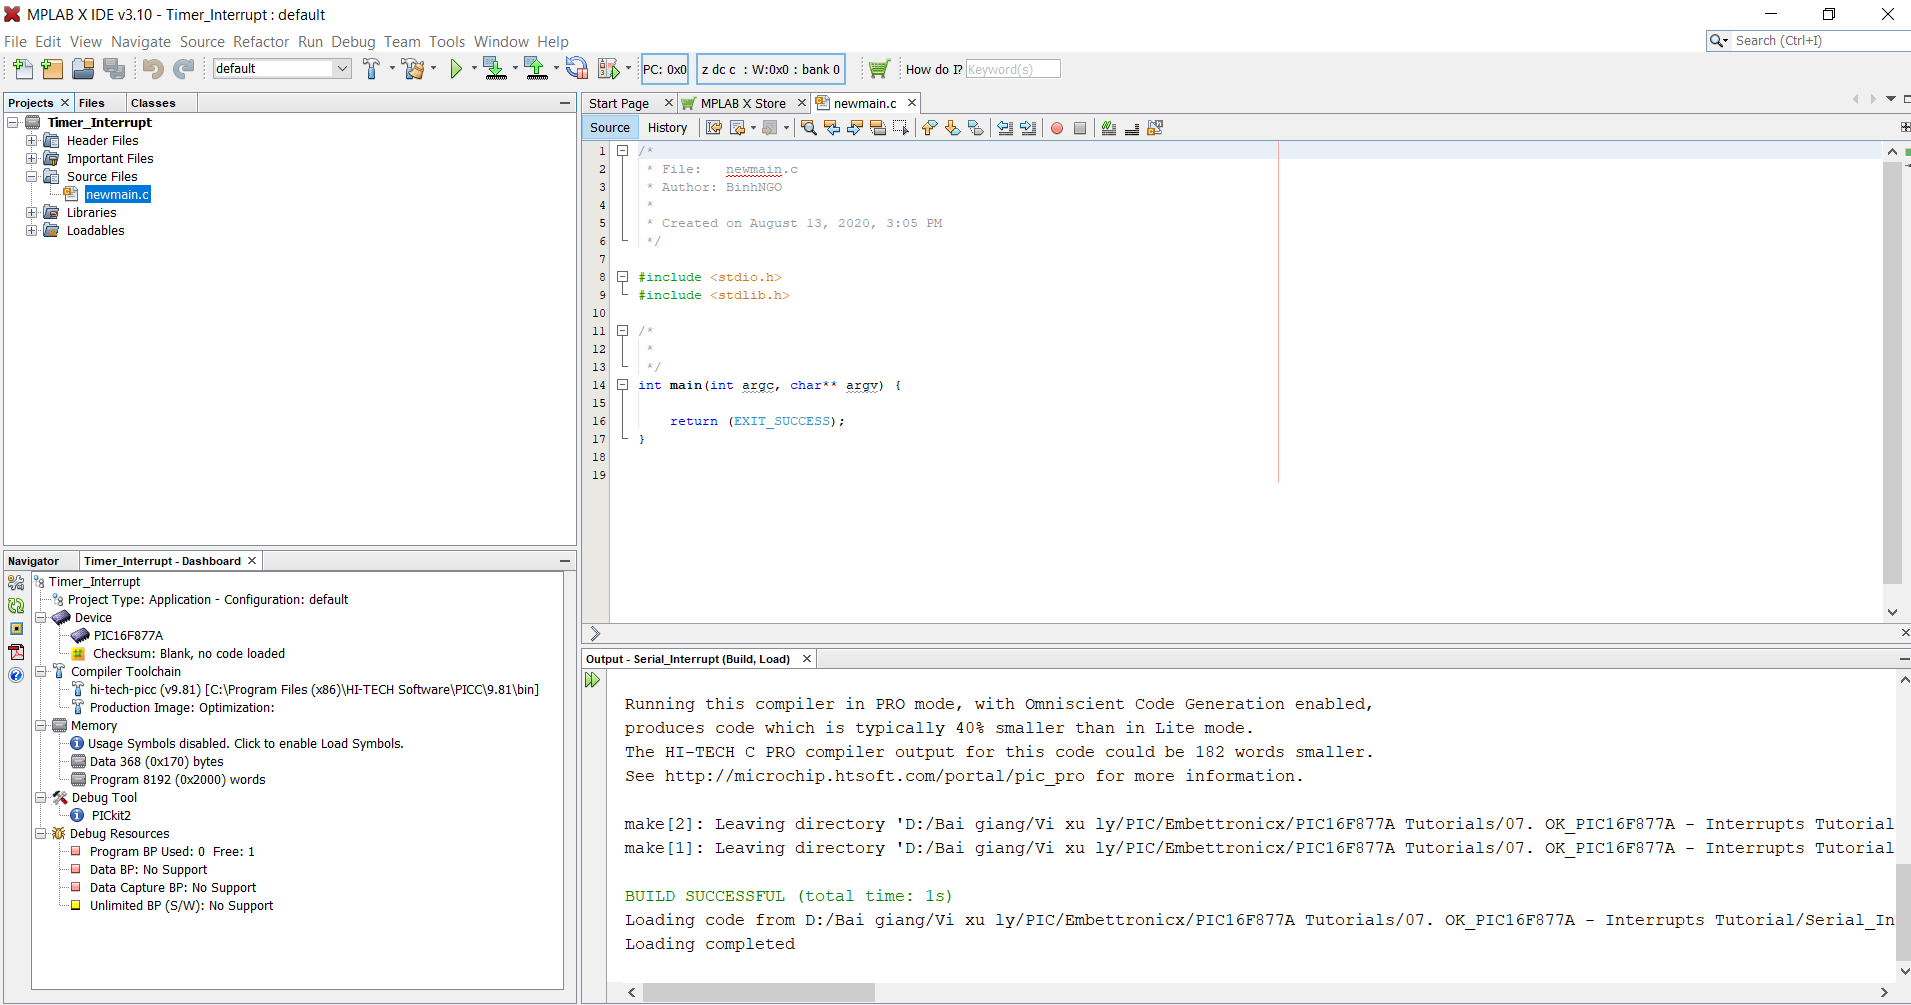 MPLAB X IDE v3.10 - Timer_Interrupt : default
File Edit View Navigate Source Refactor Run Debug Team Tools Window Help
Search (Ctrl+I)
default
PC: 0x0
z dc c : W:0x0 : bank 0
How do I? Keyword(s)
Projects Files Classes
Timer_Interrupt
Header Files
Important Files
Source Files
newmain.c
Libraries
Loadables
Navigator Timer_Interrupt - Dashboard
Timer_Interrupt
Project Type: Application - Configuration: default
Device
PIC16F877A
Checksum: Blank, no code loaded
Compiler Toolchain
hi-tech-picc (v9.81) [C:\Program Files (x86)\HI-TECH Software\PICC\9.81\bin]
Production Image: Optimization:
Memory
Usage Symbols disabled. Click to enable Load Symbols.
Data 368 (0x170) bytes
Program 8192 (0x2000) words
Debug Tool
PICkit2
Debug Resources
Program BP Used: 0 Free: 1
Data BP: No Support
Data Capture BP: No Support
Unlimited BP (S/W): No Support
Start Page MPLAB X Store newmain.c
Source History
1 /*
2 * File: newmain.c
3 * Author: BinhNGO
4 *
5 * Created on August 13, 2020, 3:05 PM
6 */
7
8 #include <stdio.h>
9 #include <stdlib.h>
10
11 /*
12 *
13 */
14 int main(int argc, char** argv) {
15
16 return (EXIT_SUCCESS);
17 }
18
19
Output - Serial_Interrupt (Build, Load)
Running this compiler in PRO mode, with Omniscient Code Generation enabled,
produces code which is typically 40% smaller than in Lite mode.
The HI-TECH C PRO compiler output for this code could be 182 words smaller.
See http://microchip.htsoft.com/portal/pic_pro for more information.
make[2]: Leaving directory 'D:/Bai giang/Vi xu ly/PIC/Embettronicx/PIC16F877A Tutorials/07. OK_PIC16F877A - Interrupts Tutorial
make[1]: Leaving directory 'D:/Bai giang/Vi xu ly/PIC/Embettronicx/PIC16F877A Tutorials/07. OK_PIC16F877A - Interrupts Tutorial
BUILD SUCCESSFUL (total time: 1s)
Loading code from D:/Bai giang/Vi xu ly/PIC/Embettronicx/PIC16F877A Tutorials/07. OK_PIC16F877A - Interrupts Tutorial/Serial_In
Loading completed